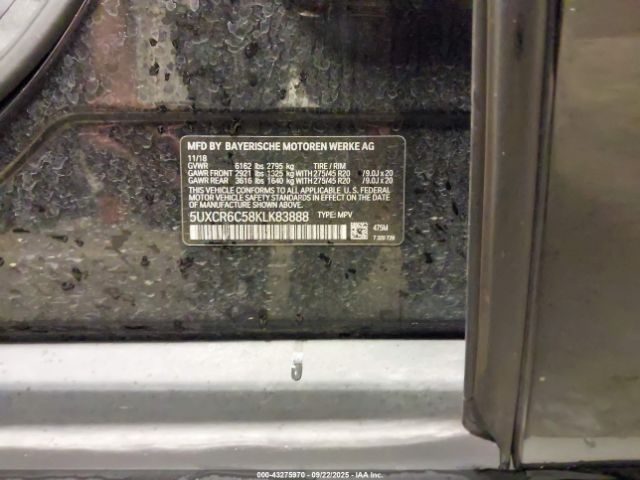 MFD BY BAYERISCHE MOTOREN WERKE AG
11/18
GVWR 6162 lbs 2795 kg TIRE / RIM
GAWR FRONT 2921 lbs 1325 kg WITH 275/45 R20 / 9.0J x 20
GAWR REAR 3616 lbs 1640 kg WITH 275/45 R20 / 9.0J x 20
THIS VEHICLE CONFORMS TO ALL APPLICABLE U.S. FEDERAL
MOTOR VEHICLE SAFETY STANDARDS IN EFFECT ON THE DATE OF
MANUFACTURE SHOWN ABOVE.
5UXCR6C58KLK83888 TYPE: MPV
475M
000-43275970 (IMAGE) 09/22/2025 - IAAI, Inc.